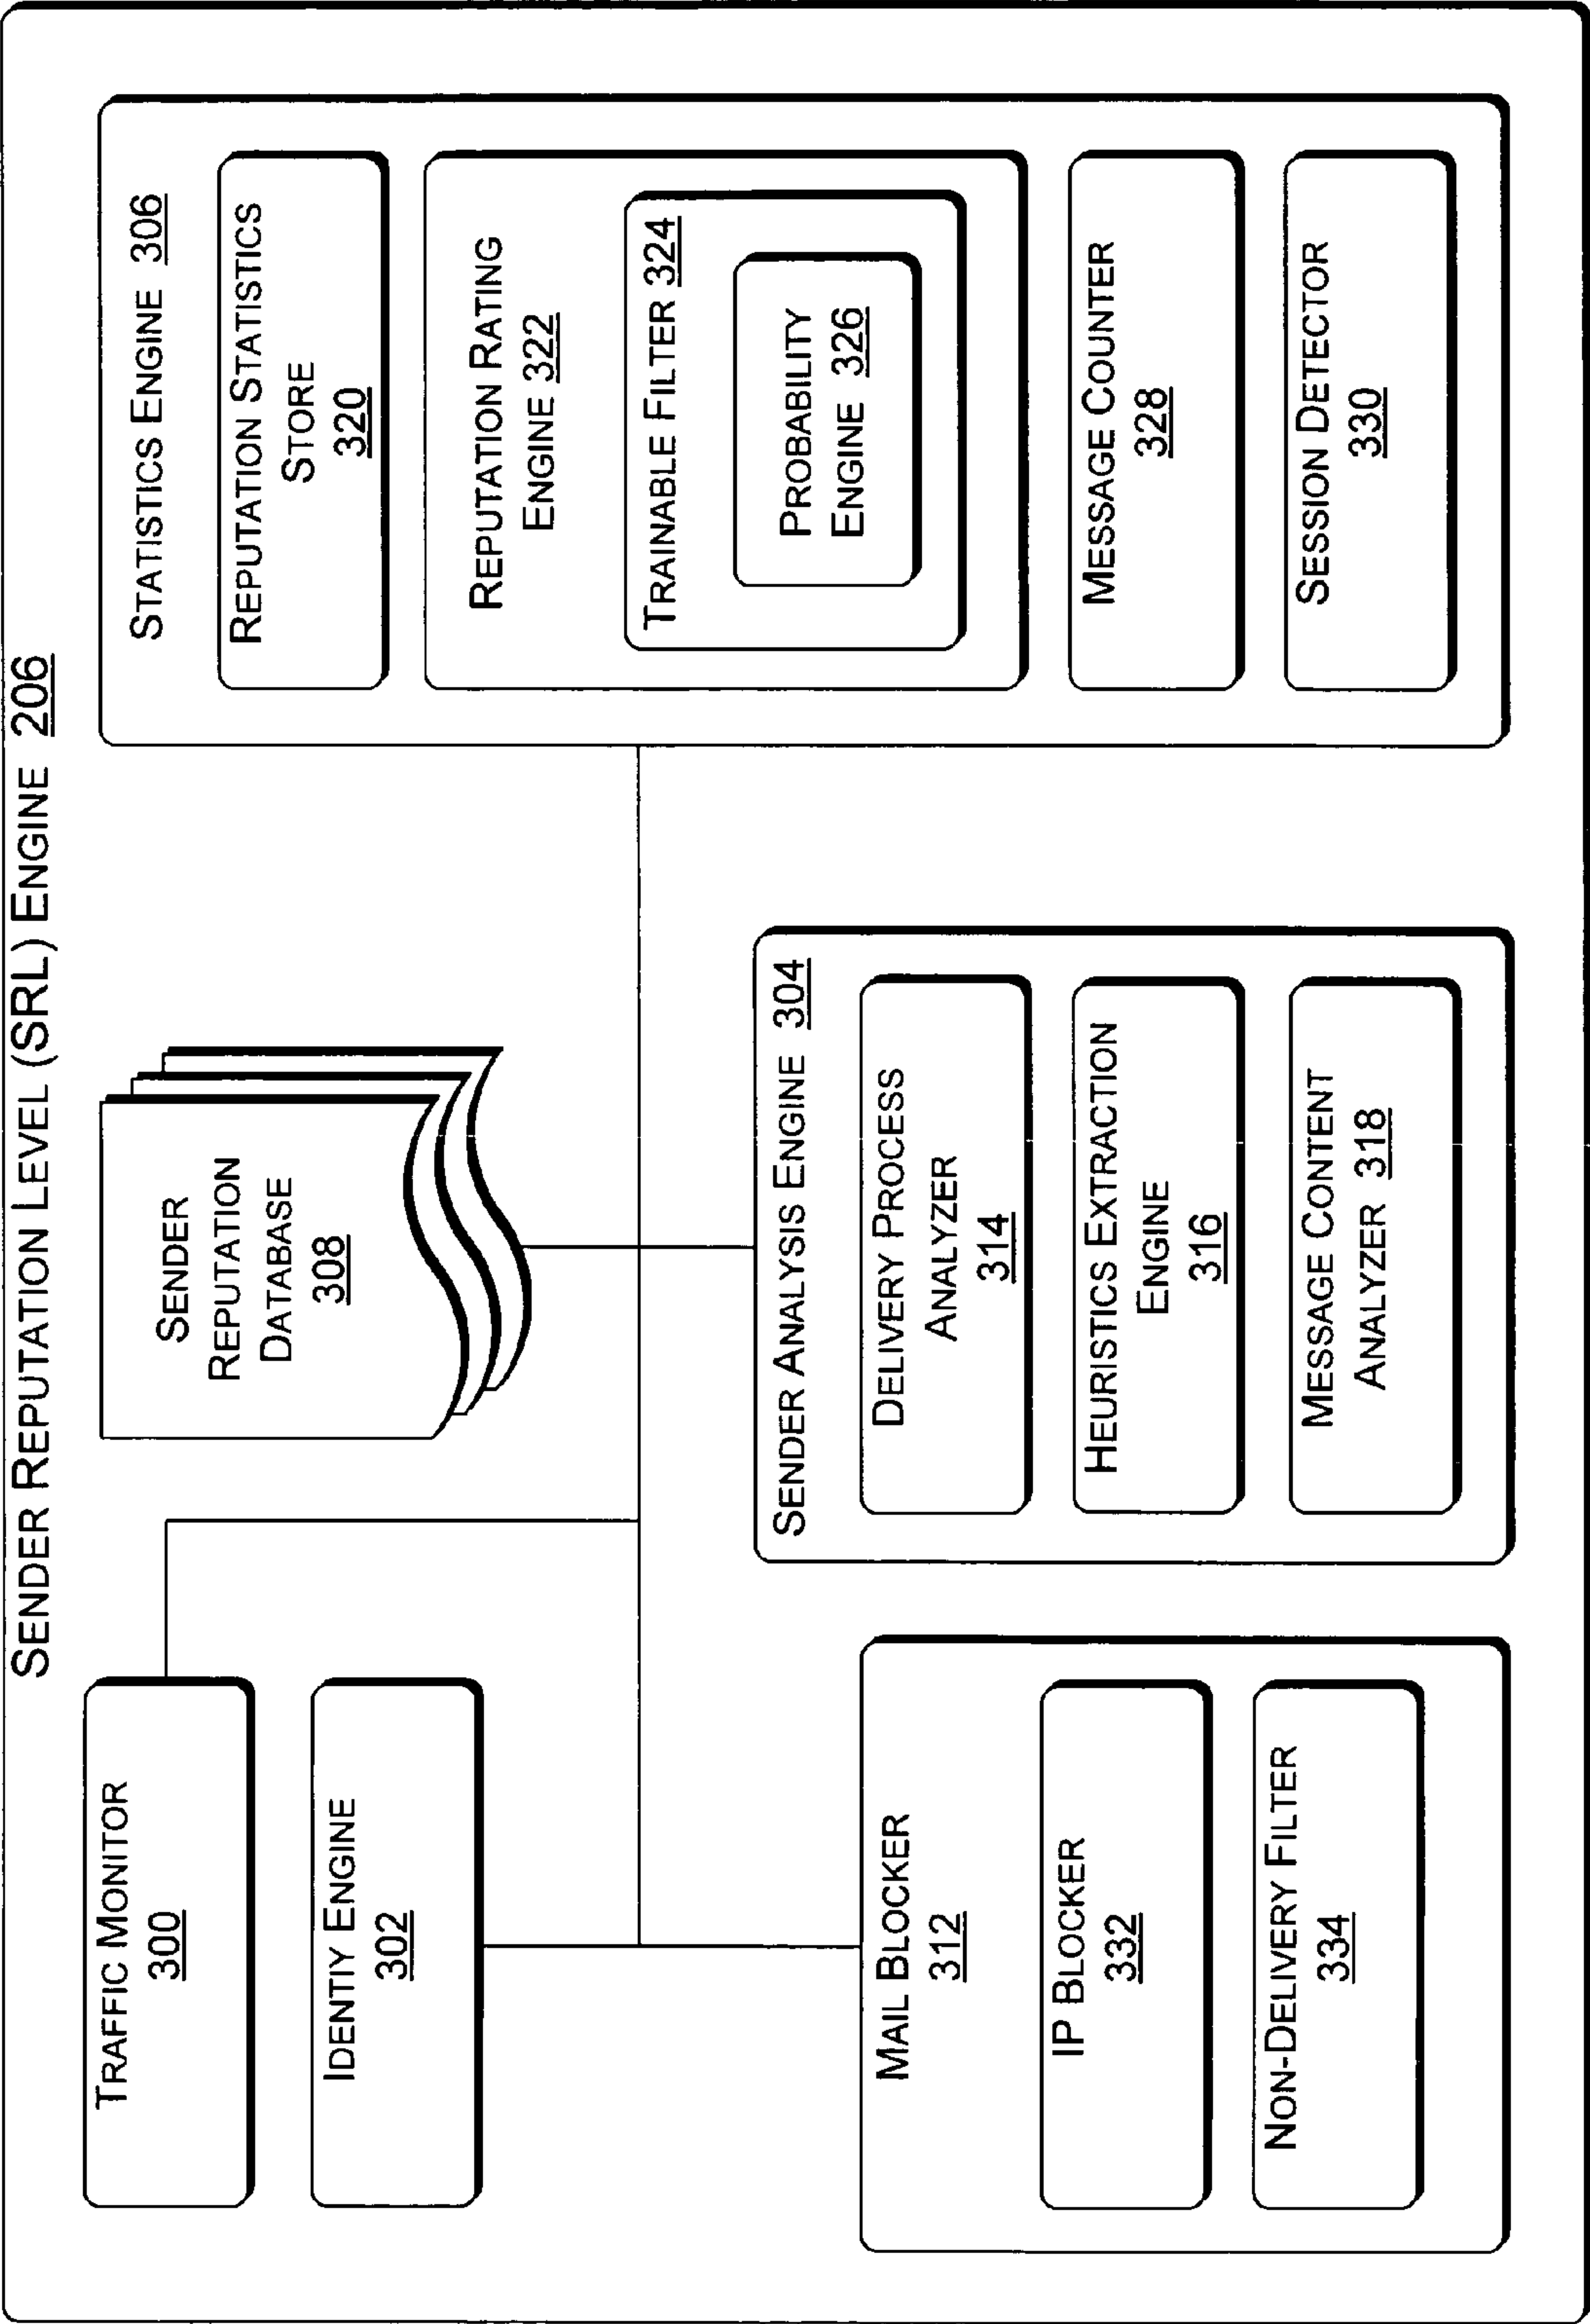 SENDER REPUTATION LEVEL (SRL) ENGINE 206
TRAFFIC MONITOR
300
IDENTIY ENGINE
302
MAIL BLOCKER
312
IP BLOCKER
332
NON-DELIVERY FILTER
334
SENDER
REPUTATION
DATABASE
308
SENDER ANALYSIS ENGINE 304
DELIVERY PROCESS
ANALYZER
314
HEURISTICS EXTRACTION
ENGINE
316
MESSAGE CONTENT
ANALYZER 318
STATISTICS ENGINE 306
REPUTATION STATISTICS
STORE
320
REPUTATION RATING
ENGINE 322
TRAINABLE FILTER 324
PROBABILITY
ENGINE 326
MESSAGE COUNTER
328
SESSION DETECTOR
330